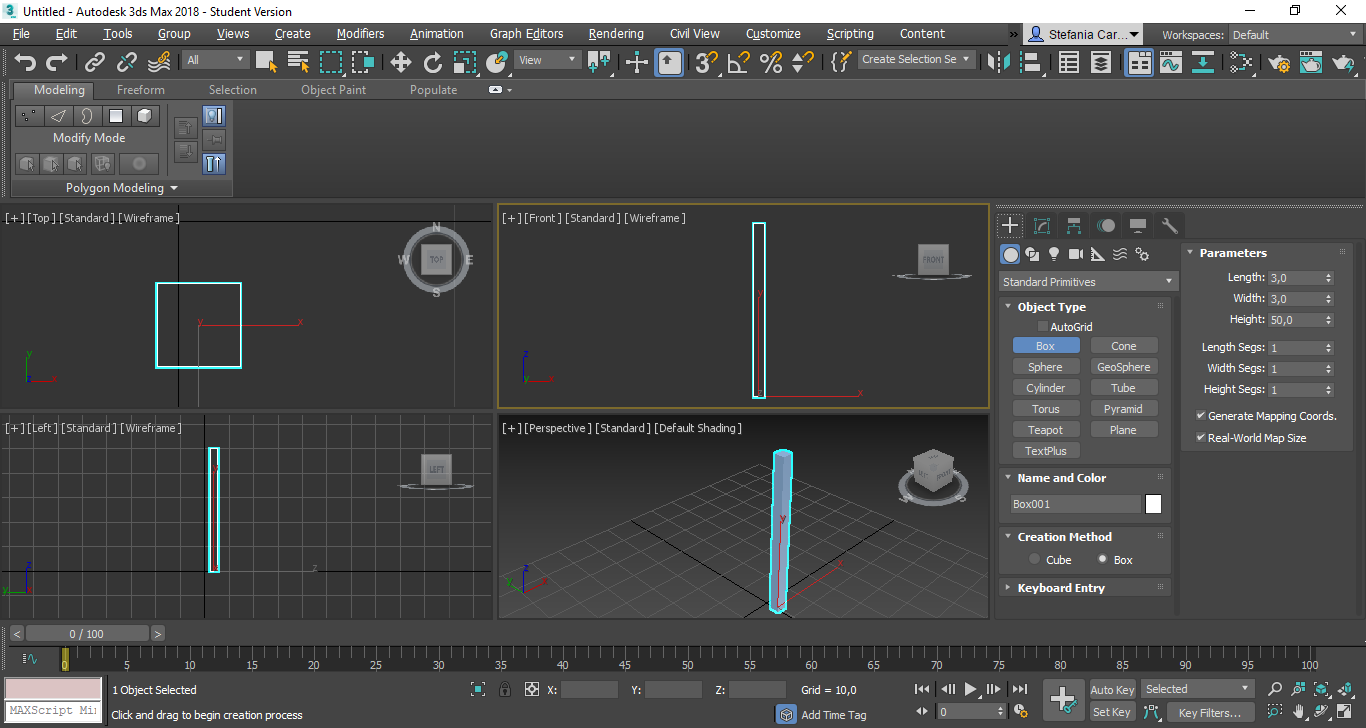 Untitled - Autodesk 3ds Max 2018 - Student Version
File Edit Tools Group Views Create Modifiers Animation Graph Editors Rendering Civil View Customize Scripting Content » Stefania Car... Workspaces: Default
All View 3 Create Selection Se
Modeling Freeform Selection Object Paint Populate
Modify Mode
Polygon Modeling
[+] [Top] [Standard] [Wireframe]
N
W TOP E
S
y x
y
z x
[+] [Front] [Standard] [Wireframe]
FRONT
y
z x
z
y x
[+] [Left] [Standard] [Wireframe]
LEFT
z
z
y
[+] [Perspective] [Standard] [Default Shading]
W S
y
x
z
y x
Standard Primitives
Object Type
AutoGrid
Box Cone
Sphere GeoSphere
Cylinder Tube
Torus Pyramid
Teapot Plane
TextPlus
Name and Color
Box001
Creation Method
Cube Box
Keyboard Entry
Parameters
Length: 3,0
Width: 3,0
Height: 50,0
Length Segs: 1
Width Segs: 1
Height Segs: 1
Generate Mapping Coords.
Real-World Map Size
< 0 / 100 >
0 5 10 15 20 25 30 35 40 45 50 55 60 65 70 75 80 85 90 95 100
1 Object Selected X: Y: Z: Grid = 10,0 Auto Key Selected
MAXScript Mi
Click and drag to begin creation process Add Time Tag 0 Set Key Key Filters...